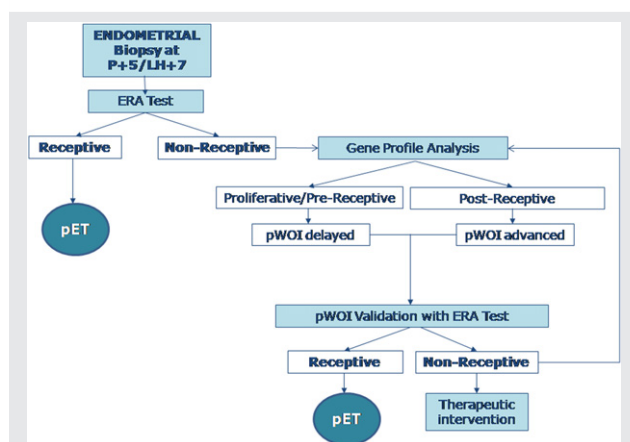 ENDOMETRIAL
Biopsy at
P+5/LH+7
ERA Test
Receptive
Non-Receptive
Gene Profile Analysis
Proliferative/Pre-Receptive
Post-Receptive
pET
pWOI delayed
pWOI advanced
pWOI Validation with ERA Test
Receptive
Non-Receptive
pET
Therapeutic
intervention